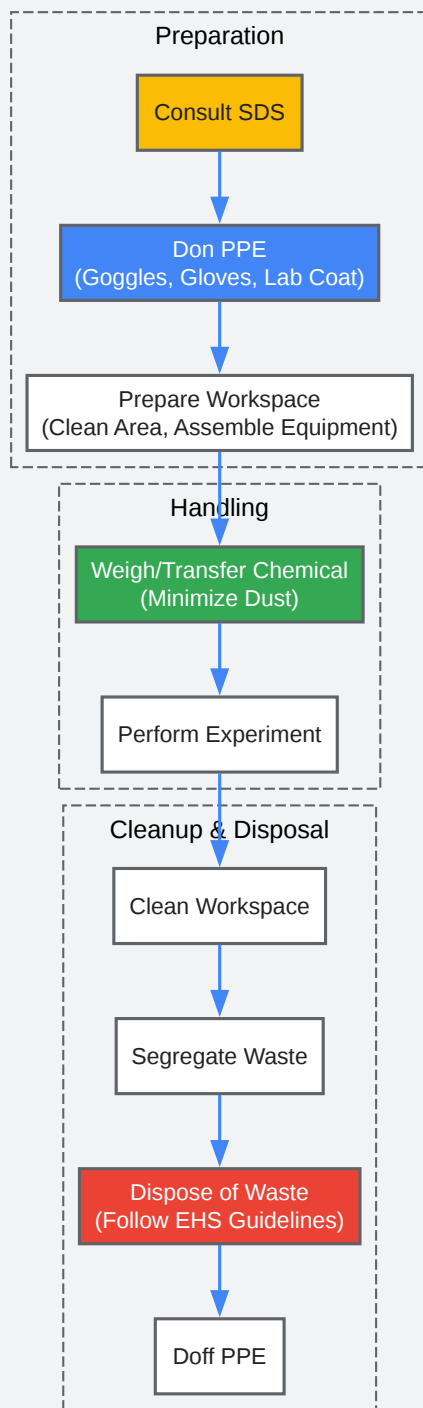 Preparation
Consult SDS
Don PPE
(Goggles, Gloves, Lab Coat)
Prepare Workspace
(Clean Area, Assemble Equipment)
Handling
Weigh/Transfer Chemical
(Minimize Dust)
Perform Experiment
Cleanup & Disposal
Clean Workspace
Segregate Waste
Dispose of Waste
(Follow EHS Guidelines)
Doff PPE